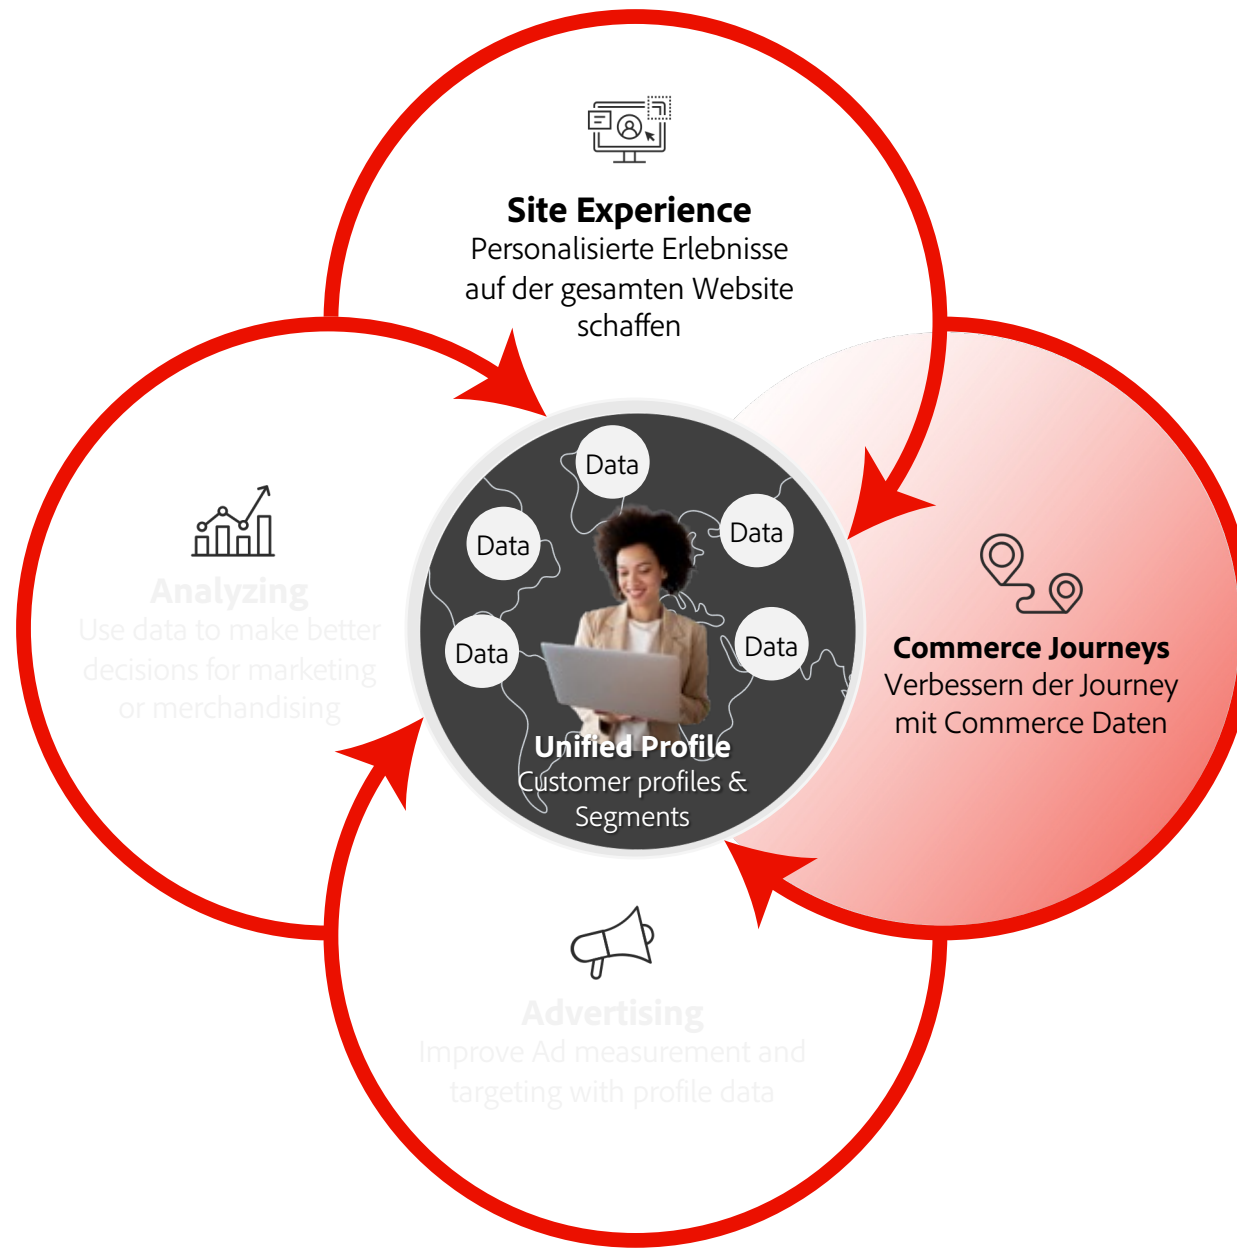 Site Experience
Personalisierte Erlebnisse
auf der gesamten Website
schaffen
Analyzing
Use data to make better
decisions for marketing
or merchandising
Data
Data
Data
Data
Data
Unified Profile
Customer profiles &
Segments
Commerce Journeys
Verbessern der Journey
mit Commerce Daten
Advertising
Improve Ad measurement and
targeting with profile data